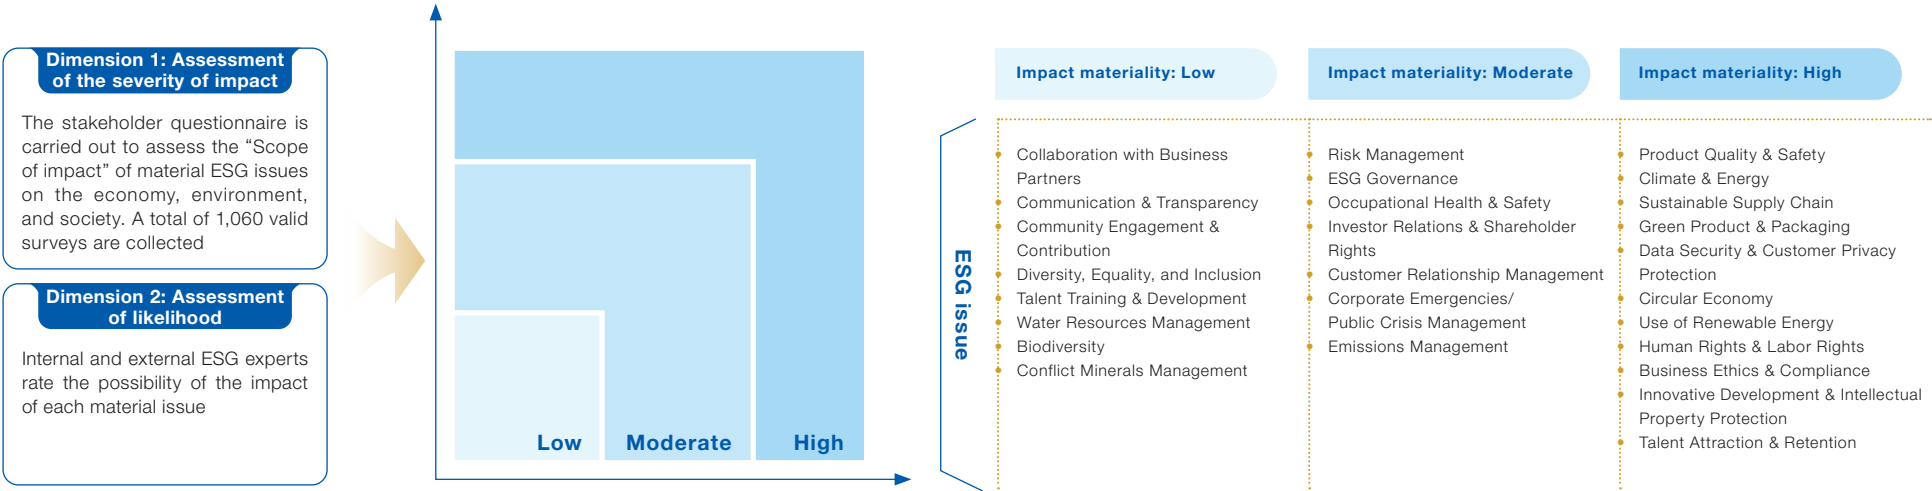 Dimension 1: Assessment
of the severity of impact
The stakeholder questionnaire is
carried out to assess the “Scope
of impact” of material ESG issues
on the economy, environment,
and society. A total of 1,060 valid
surveys are collected
Dimension 2: Assessment
of likelihood
Internal and external ESG experts
rate the possibility of the impact
of each material issue
Low
Moderate
High
ESG issue
Impact materiality: Low
Collaboration with Business
Partners
Communication & Transparency
Community Engagement &
Contribution
Diversity, Equality, and Inclusion
Talent Training & Development
Water Resources Management
Biodiversity
Conflict Minerals Management
Impact materiality: Moderate
Risk Management
ESG Governance
Occupational Health & Safety
Investor Relations & Shareholder
Rights
Customer Relationship Management
Corporate Emergencies/
Public Crisis Management
Emissions Management
Impact materiality: High
Product Quality & Safety
Climate & Energy
Sustainable Supply Chain
Green Product & Packaging
Data Security & Customer Privacy
Protection
Circular Economy
Use of Renewable Energy
Human Rights & Labor Rights
Business Ethics & Compliance
Innovative Development & Intellectual
Property Protection
Talent Attraction & Retention